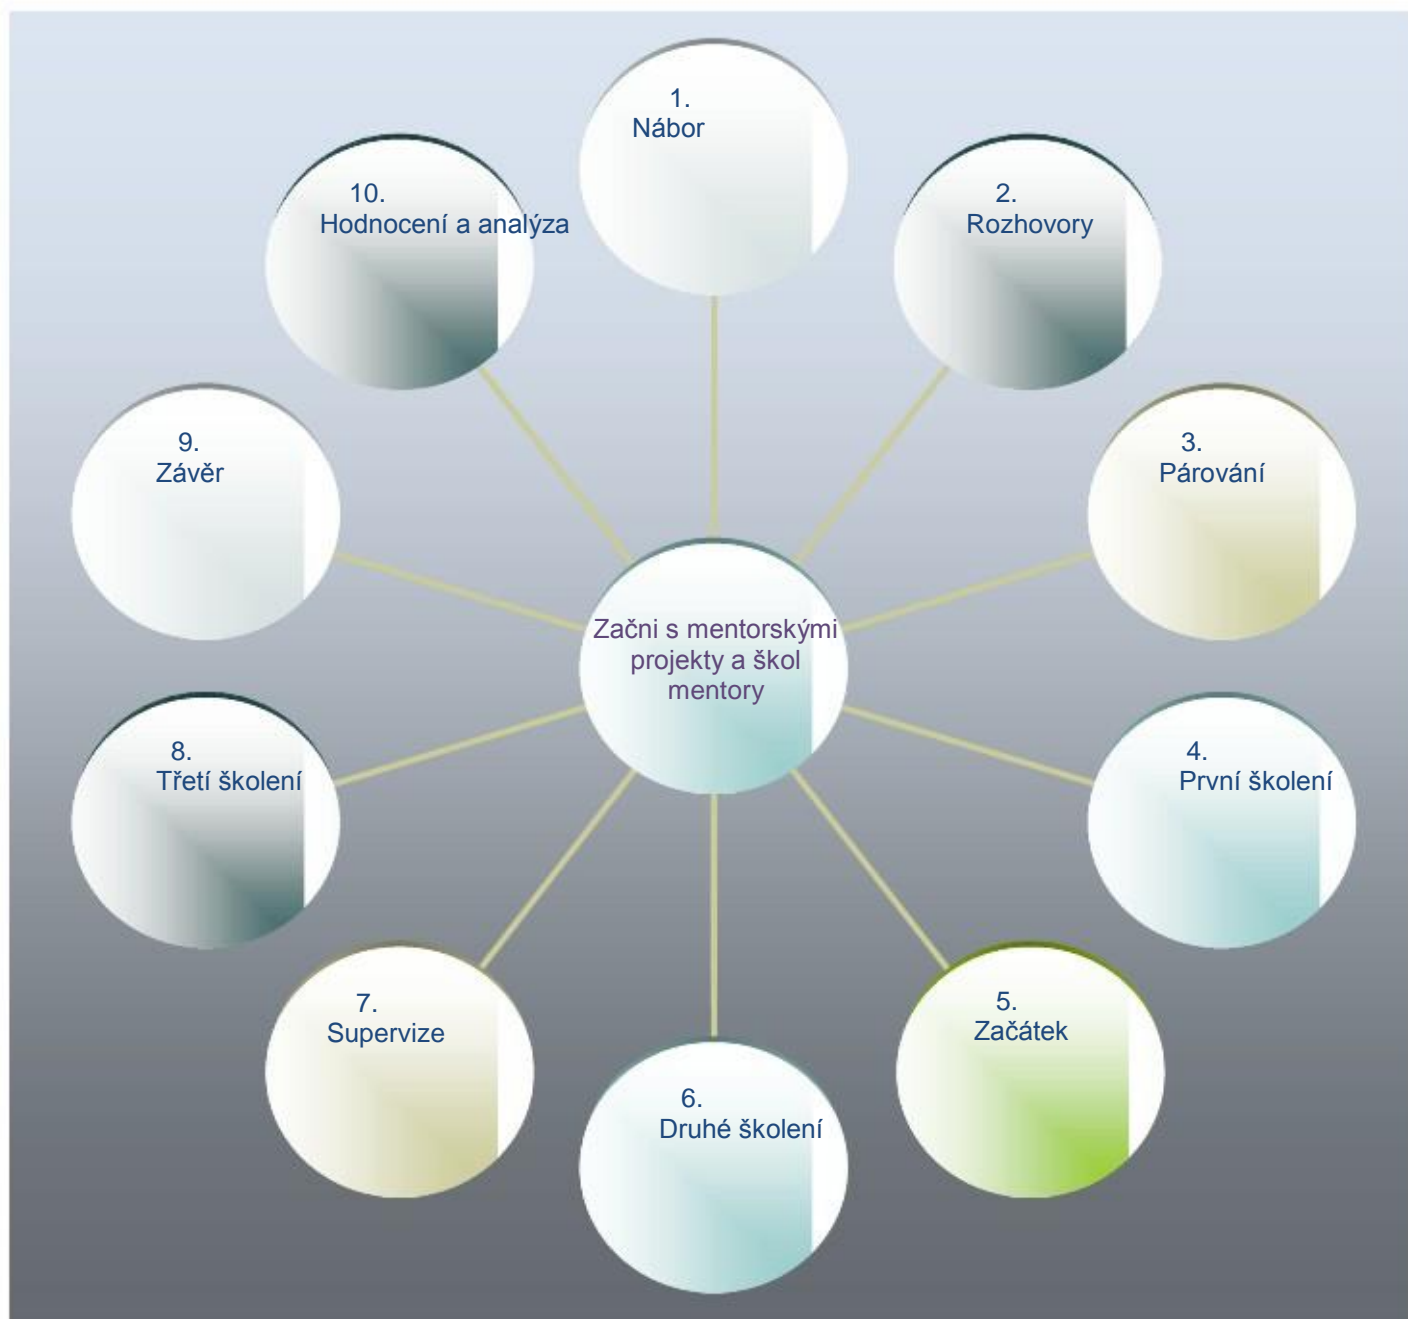 1.
Nábor
2.
Rozhovory
3.
Párování
4.
První školení
5.
Začátek
6.
Druhé školení
7.
Supervize
8.
Třetí školení
9.
Závěr
10.
Hodnocení a analýza
Začni s mentorskými
projekty a škol
mentory